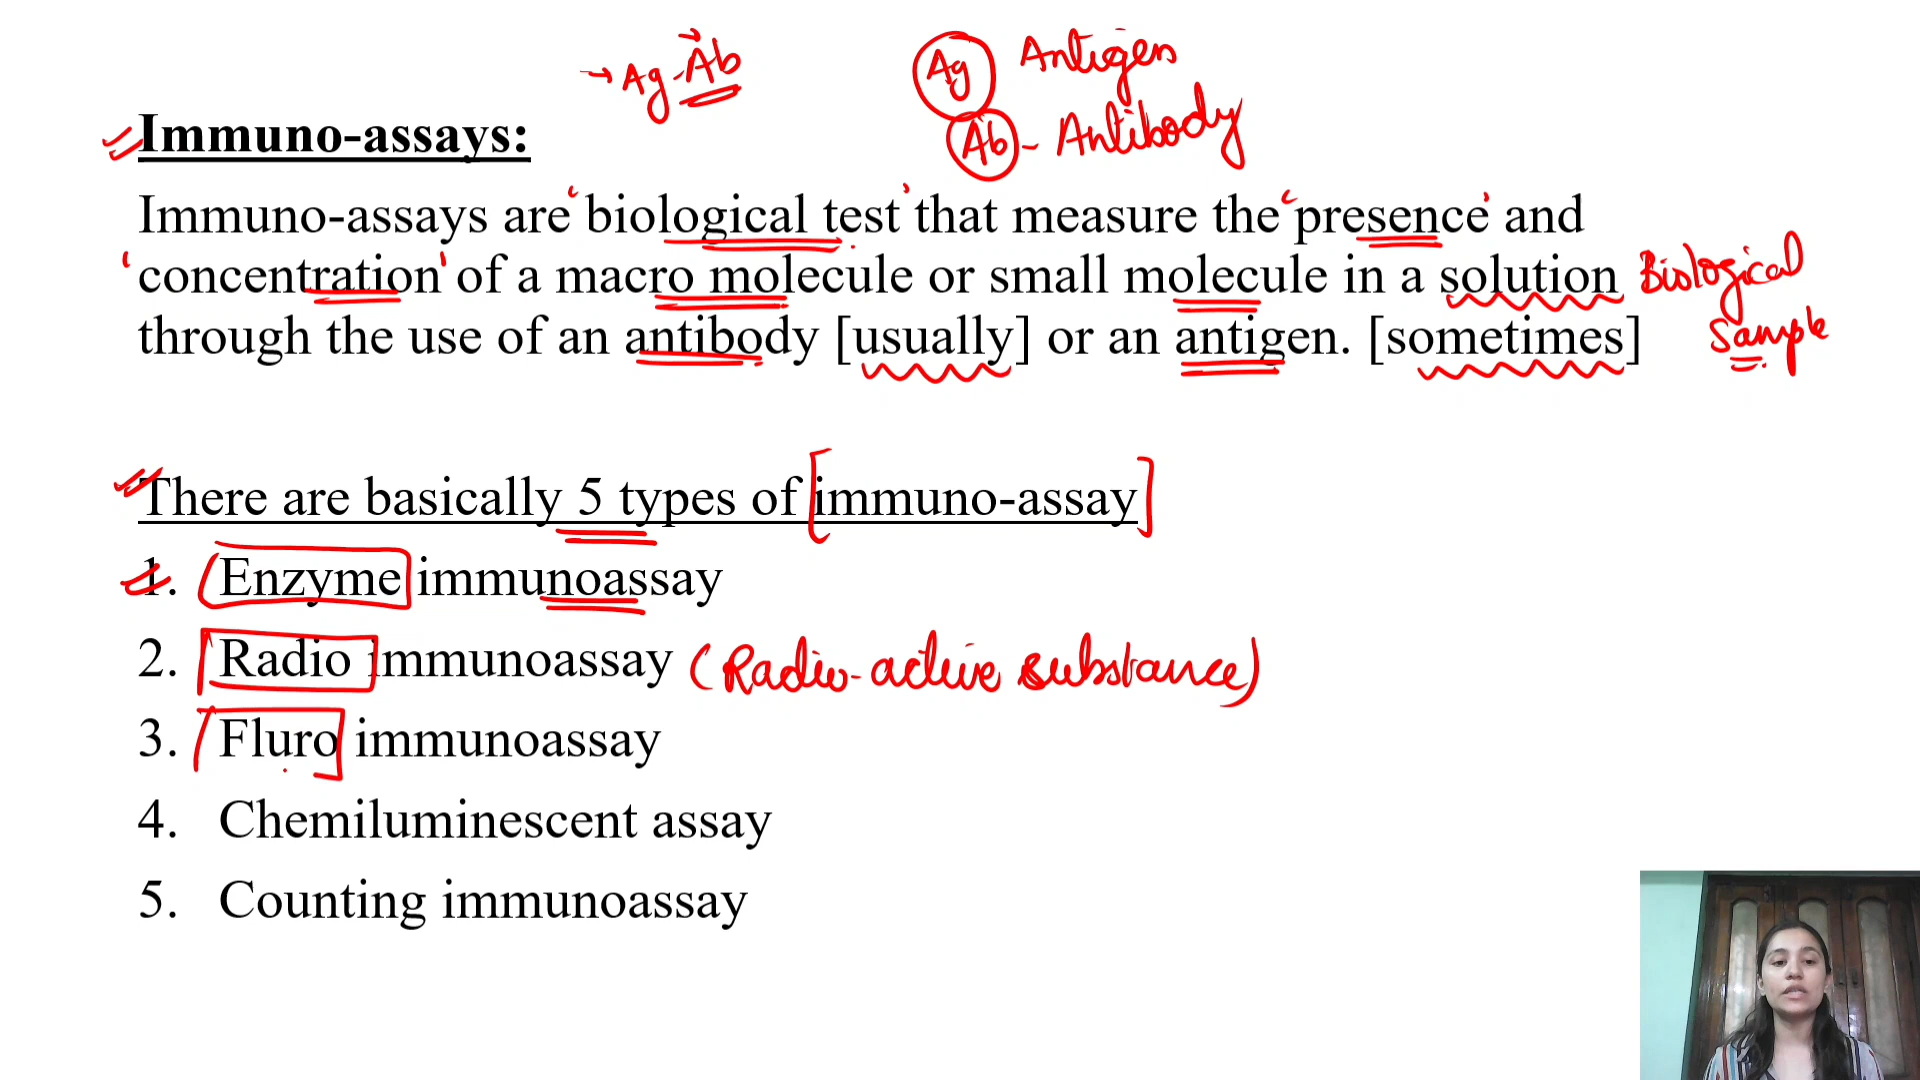 → Ag-Ab
Ag Antigen
Ab - Antibody
Immuno-assays:
Immuno-assays are ‘biological test’ that measure the ‘presence’ and
‘concentration’ of a macro molecule or small molecule in a solution Biological
through the use of an antibody [usually] or an antigen. [sometimes] Sample
There are basically 5 types of [immuno-assay]
1. Enzyme immunoassay
2. Radio immunoassay (Radio-active substance)
3. Fluro immunoassay
4. Chemiluminescent assay
5. Counting immunoassay